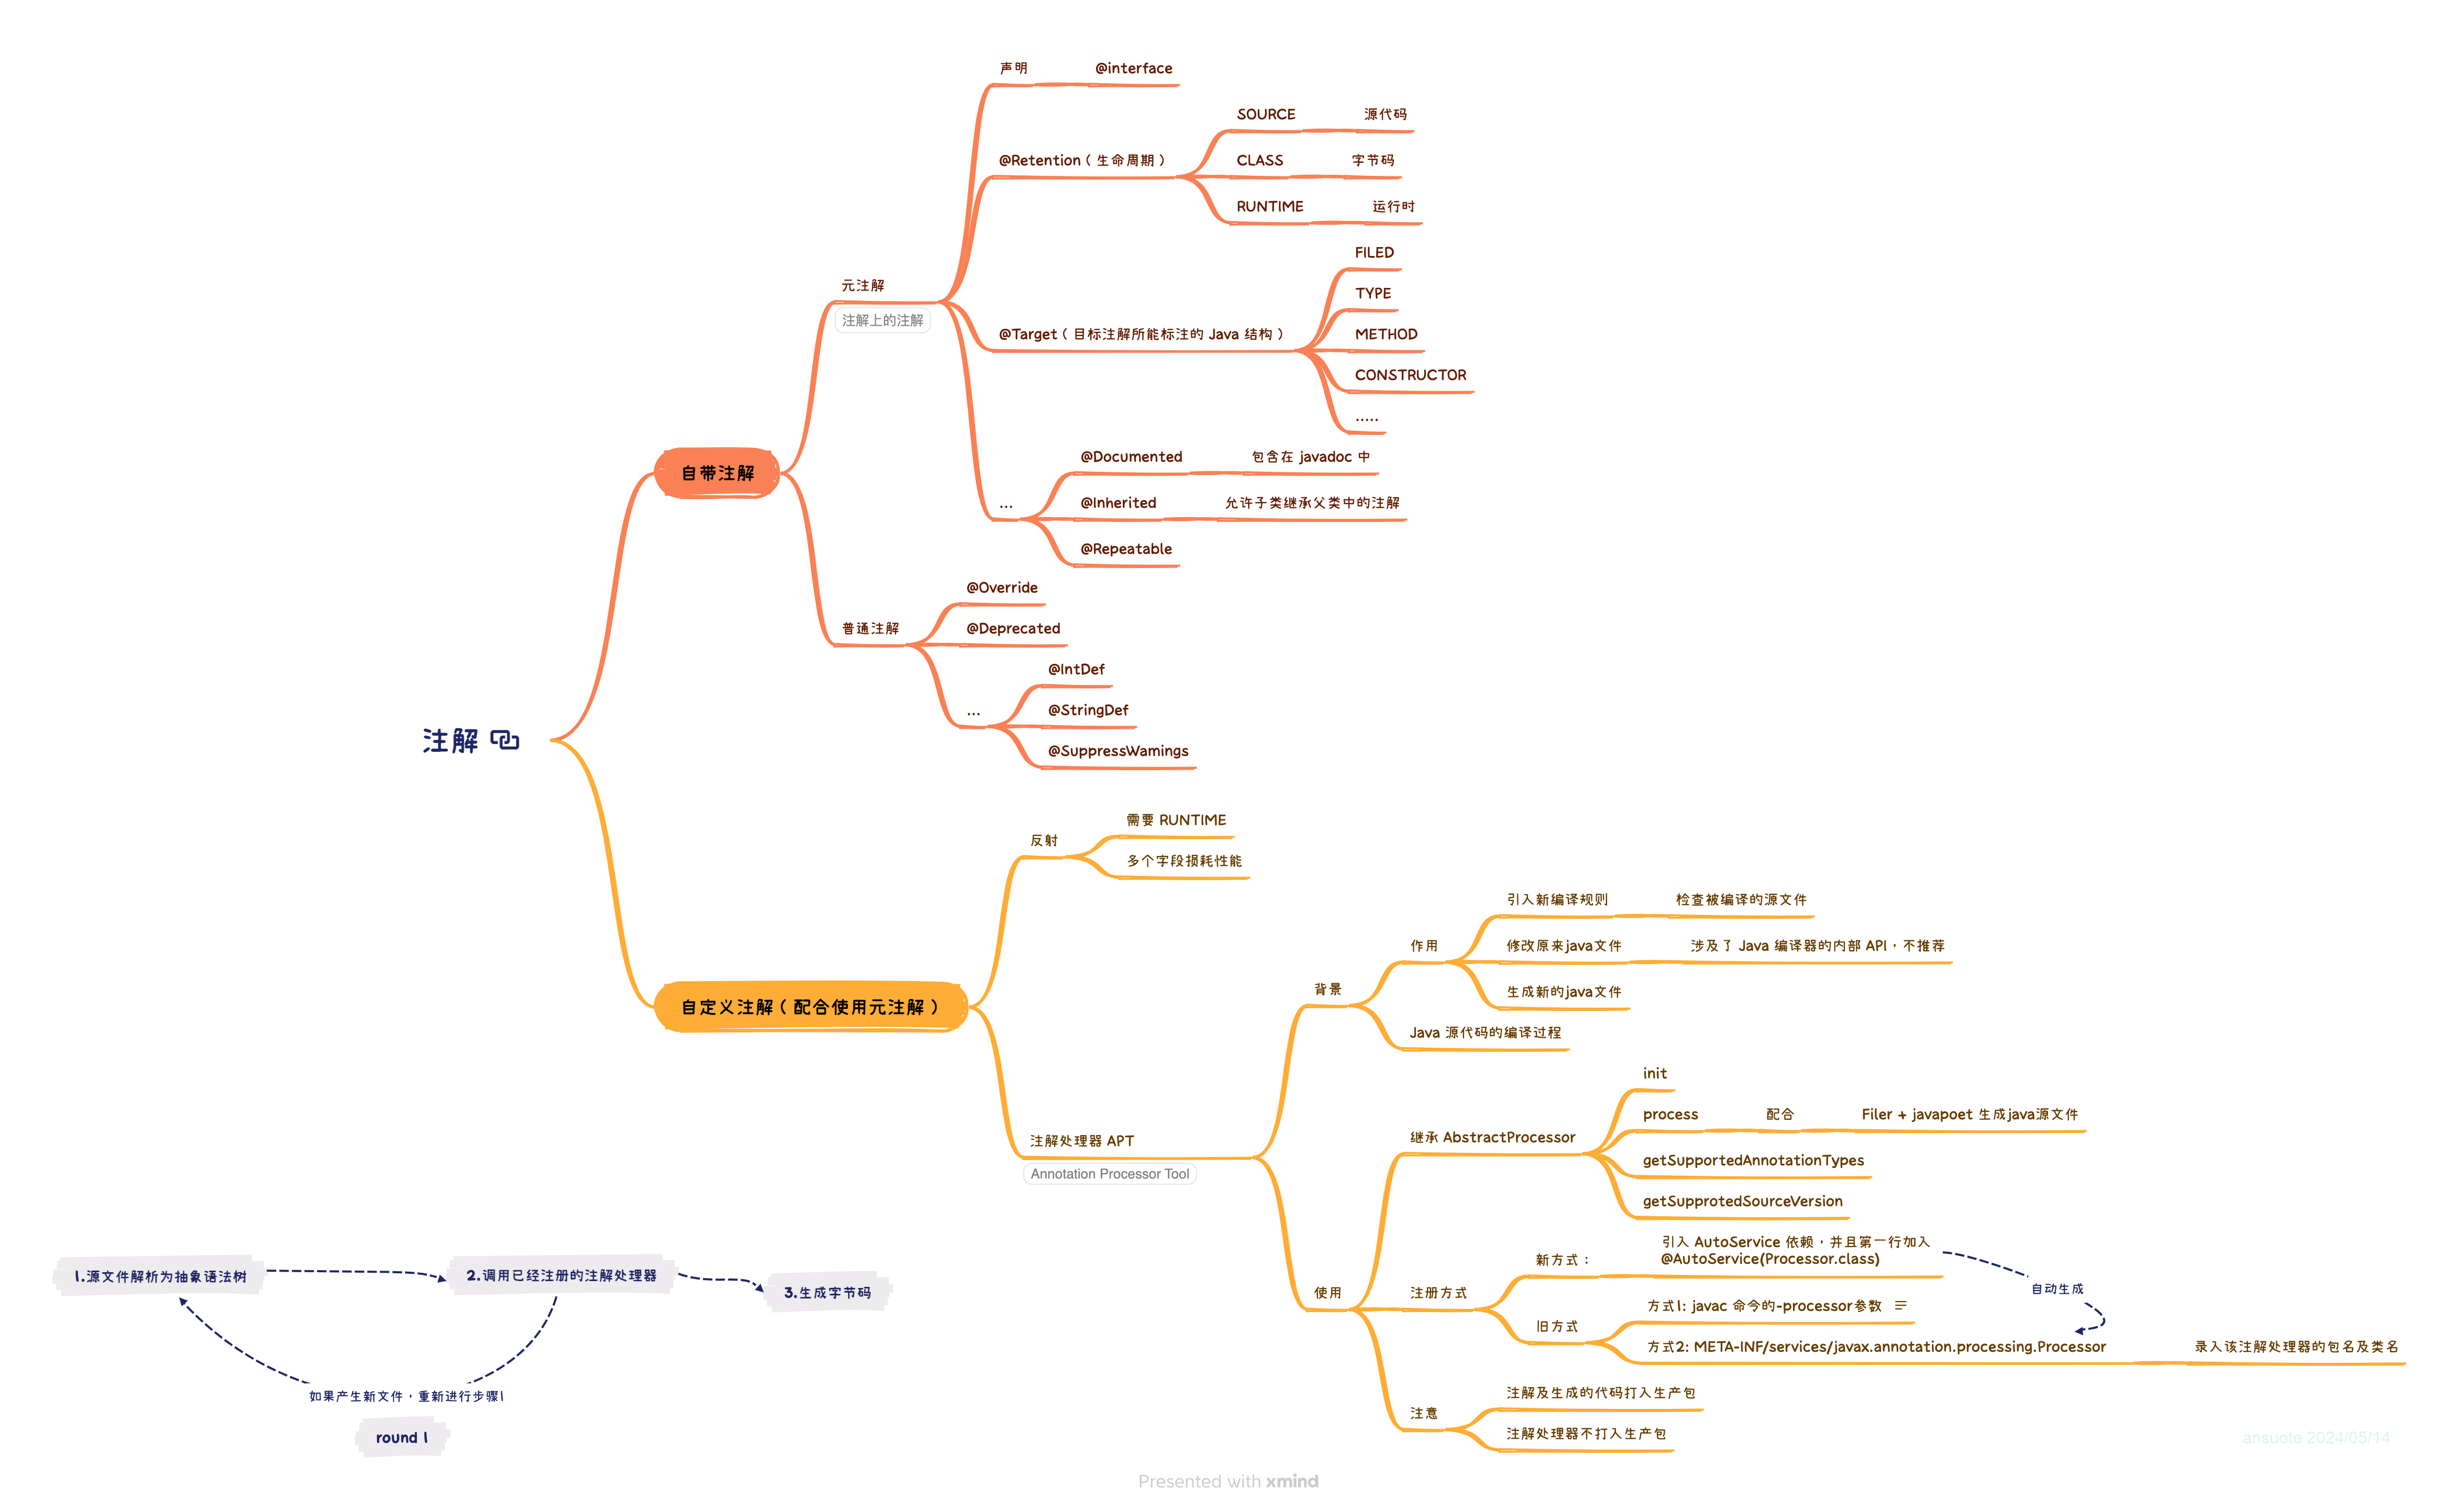 声明
@interface
SOURCE
源代码
@Retention（生命周期）
CLASS
字节码
RUNTIME
运行时
FILED
元注解
注解上的注解
TYPE
@Target（目标注解所能标注的 Java 结构）
METHOD
CONSTRUCTOR
.....
自带注解
@Documented
包含在 javadoc 中
...
@Inherited
允许子类继承父类中的注解
@Repeatable
@Override
普通注解
@Deprecated
@IntDef
...
@StringDef
@SuppressWamings
注解
反射
需要 RUNTIME
多个字段损耗性能
自定义注解（配合使用元注解）
引入新编译规则
检查被编译的源文件
作用
修改原来java文件
涉及了 Java 编译器的内部 API，不推荐
背景
生成新的java文件
Java 源代码的编译过程
注解处理器 APT
Annotation Processor Tool
init
process
配合
Filer + javapoet 生成java源文件
继承 AbstractProcessor
getSupportedAnnotationTypes
getSupprotedSourceVersion
使用
注册方式
新方式：
引入 AutoService 依赖，并且第一行加入
@AutoService(Processor.class)
自动生成
旧方式
方式1: javac 命令的-processor参数
方式2: META-INF/services/javax.annotation.processing.Processor
录入该注解处理器的包名及类名
注意
注解及生成的代码打入生产包
注解处理器不打入生产包
1.源文件解析为抽象语法树
2.调用已经注册的注解处理器
3.生成字节码
如果产生新文件，重新进行步骤1
round 1
ansuote 2024/05/14
Presented with xmind